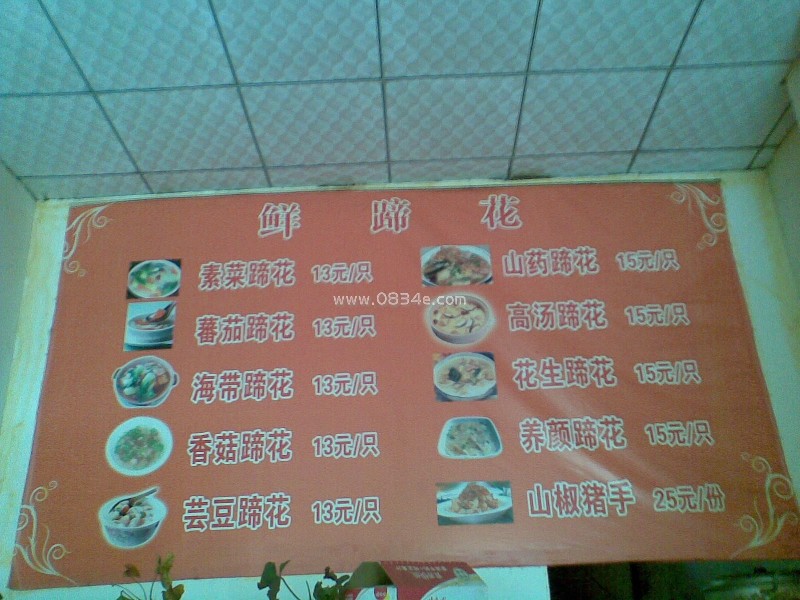 鲜 蹄 花
素菜蹄花 13元/只
蕃茄蹄花 13元/只
海带蹄花 13元/只
香菇蹄花 13元/只
芸豆蹄花 13元/只
山药蹄花 15元/只
高汤蹄花 15元/只
花生蹄花 15元/只
养颜蹄花 15元/只
山椒猪手 25元/份
www.0834e.com